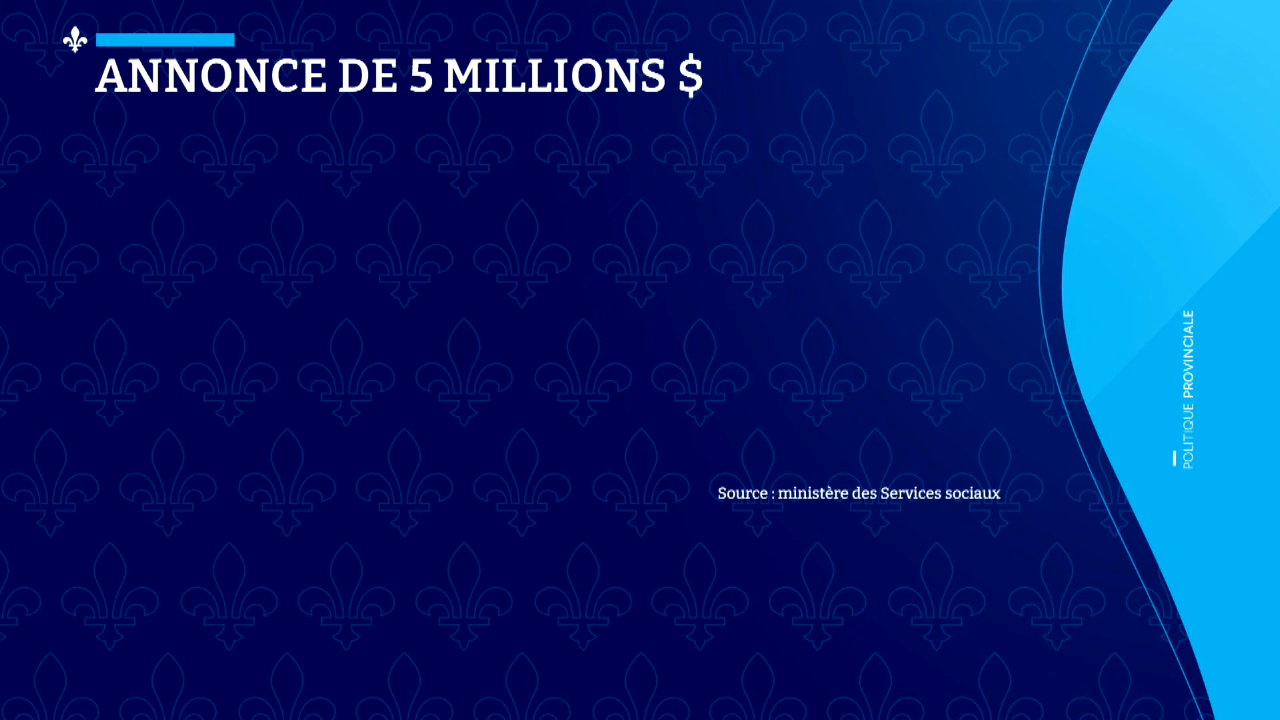 ANNONCE DE 5 MILLIONS $
Source : ministère des Services sociaux
POLITIQUE PROVINCIALE